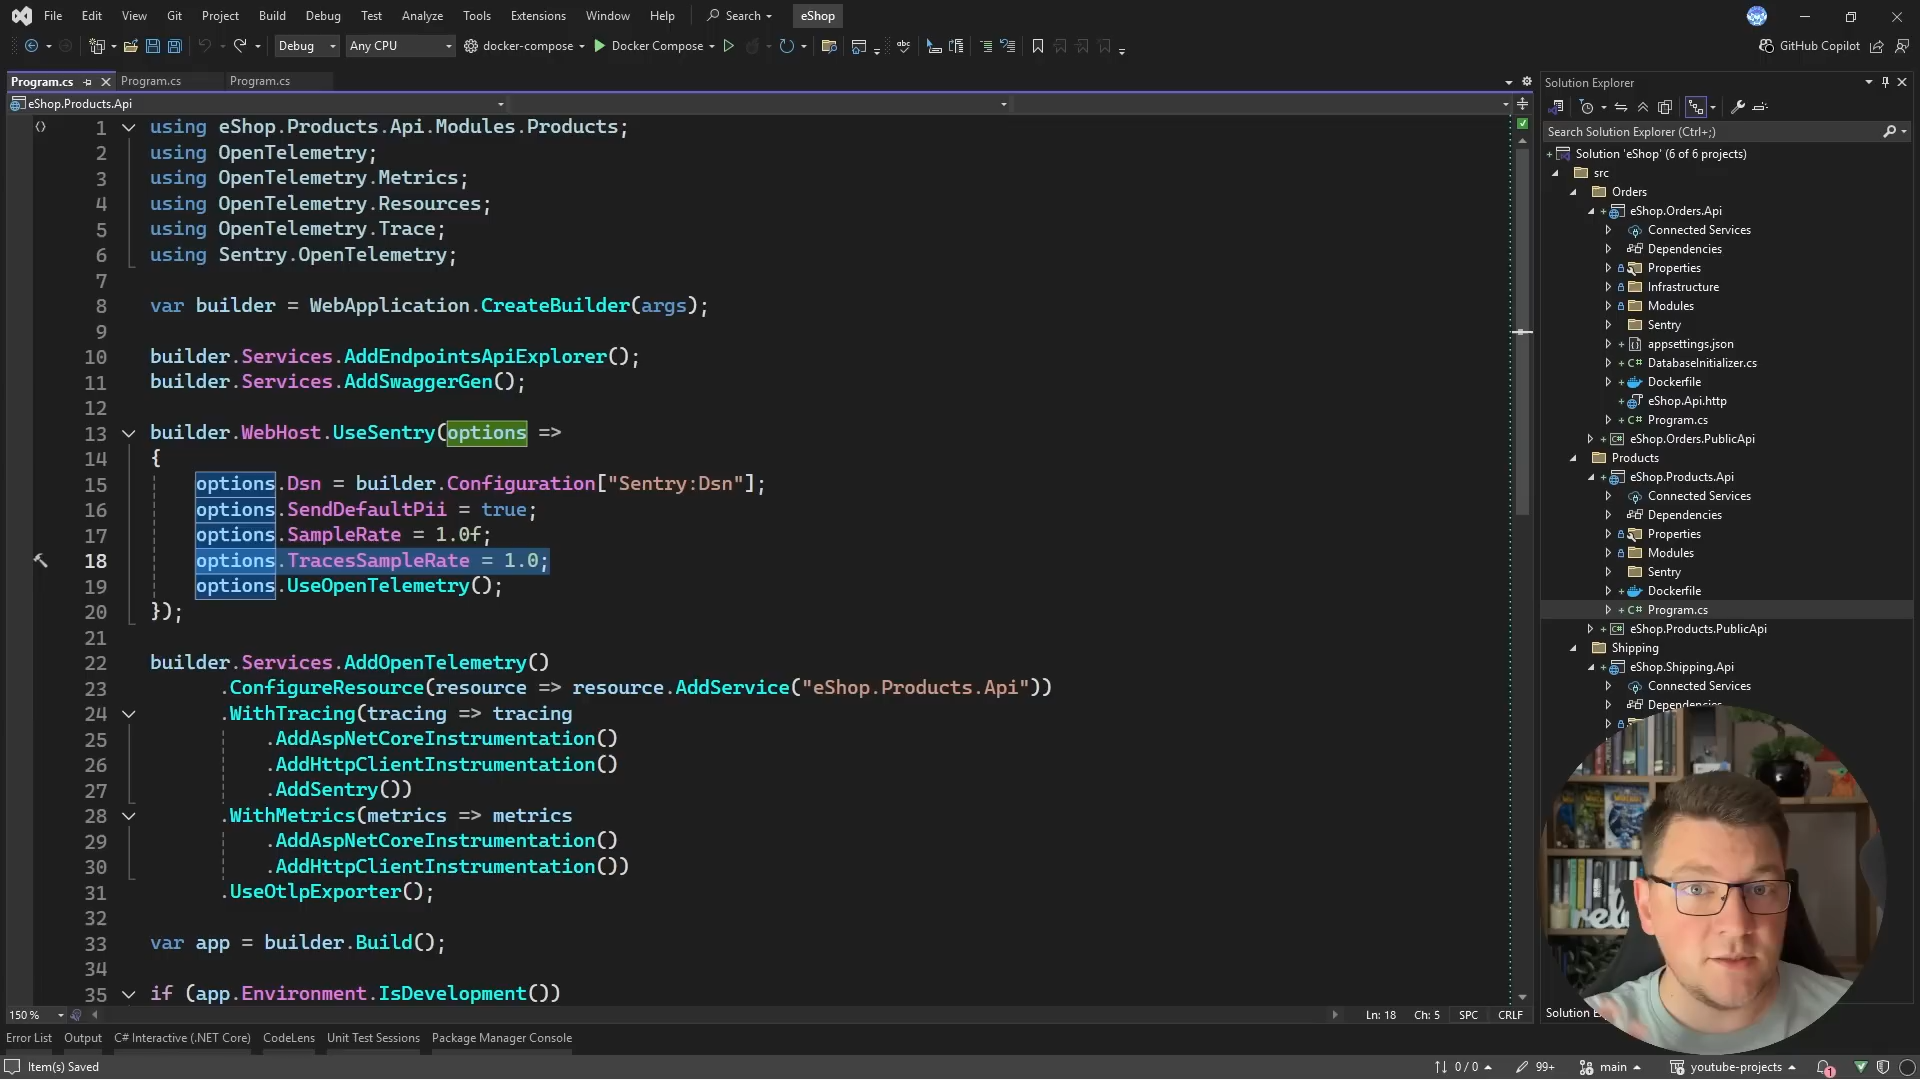 File Edit View Git Project Build Debug Test Analyze Tools Extensions Window Help Search eShop
Debug Any CPU docker-compose Docker Compose GitHub Copilot
Program.cs Program.cs Program.cs
eShop.Products.Api
1 using eShop.Products.Api.Modules.Products;
2 using OpenTelemetry;
3 using OpenTelemetry.Metrics;
4 using OpenTelemetry.Resources;
5 using OpenTelemetry.Trace;
6 using Sentry.OpenTelemetry;
7
8 var builder = WebApplication.CreateBuilder(args);
9
10 builder.Services.AddEndpointsApiExplorer();
11 builder.Services.AddSwaggerGen();
12
13 builder.WebHost.UseSentry(options =>
14 {
15 options.Dsn = builder.Configuration["Sentry:Dsn"];
16 options.SendDefaultPii = true;
17 options.SampleRate = 1.0f;
18 options.TracesSampleRate = 1.0;
19 options.UseOpenTelemetry();
20 });
21
22 builder.Services.AddOpenTelemetry()
23 .ConfigureResource(resource => resource.AddService("eShop.Products.Api"))
24 .WithTracing(tracing => tracing
25 .AddAspNetCoreInstrumentation()
26 .AddHttpClientInstrumentation()
27 .AddSentry())
28 .WithMetrics(metrics => metrics
29 .AddAspNetCoreInstrumentation()
30 .AddHttpClientInstrumentation())
31 .UseOtlpExporter();
32
33 var app = builder.Build();
34
35 if (app.Environment.IsDevelopment())
150 % Ln: 18 Ch: 5 SPC CRLF
Error List Output C# Interactive (.NET Core) CodeLens Unit Test Sessions Package Manager Console
Item(s) Saved 0 / 0 99+ main youtube-projects 1
Solution Explorer
Search Solution Explorer (Ctrl+;)
Solution 'eShop' (6 of 6 projects)
src
Orders
eShop.Orders.Api
Connected Services
Dependencies
Properties
Infrastructure
Modules
Sentry
appsettings.json
DatabaseInitializer.cs
Dockerfile
eShop.Api.http
C# Program.cs
C# eShop.Orders.PublicApi
Products
eShop.Products.Api
Connected Services
Dependencies
Properties
Modules
Sentry
Dockerfile
C# Program.cs
C# eShop.Products.PublicApi
Shipping
eShop.Shipping.Api
Connected Services
Dependencies
Solution